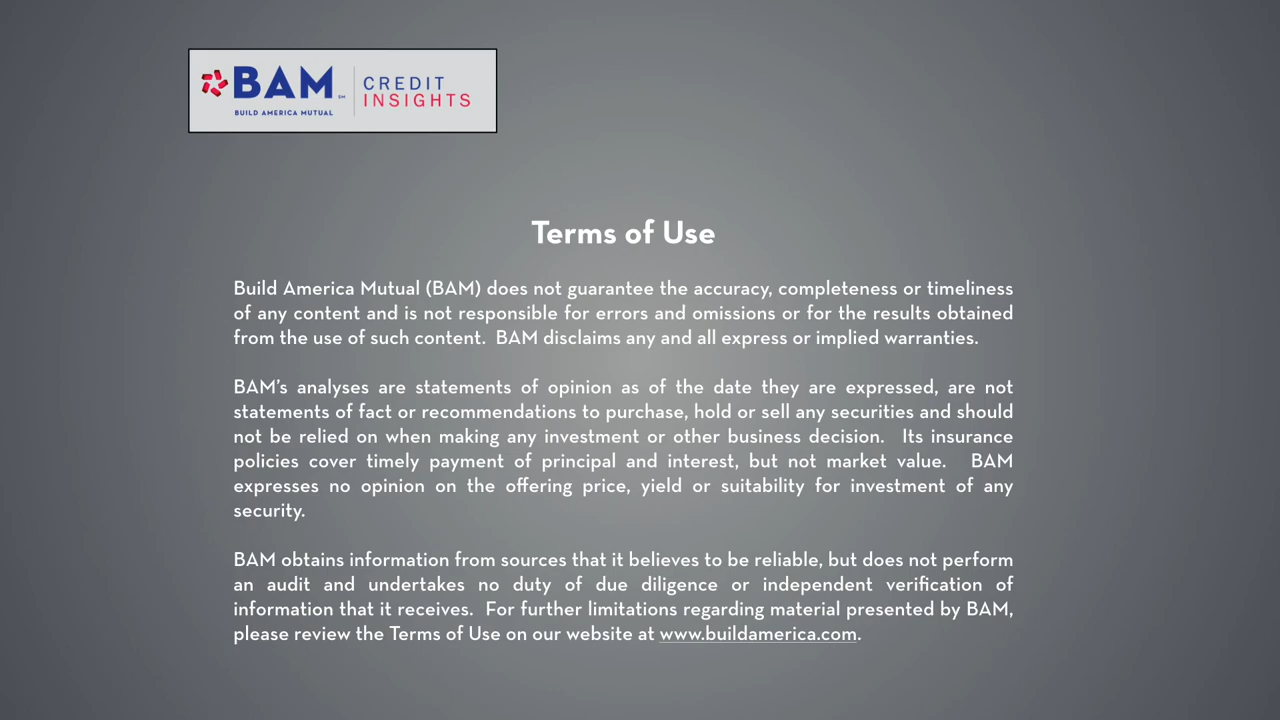 BAM SM
BUILD AMERICA MUTUAL
CREDIT
INSIGHTS
Terms of Use
Build America Mutual (BAM) does not guarantee the accuracy, completeness or timeliness
of any content and is not responsible for errors and omissions or for the results obtained
from the use of such content.  BAM disclaims any and all express or implied warranties.
BAM's analyses are statements of opinion as of the date they are expressed, are not
statements of fact or recommendations to purchase, hold or sell any securities and should
not be relied on when making any investment or other business decision.  Its insurance
policies cover timely payment of principal and interest, but not market value.  BAM
expresses no opinion on the offering price, yield or suitability for investment of any
security.
BAM obtains information from sources that it believes to be reliable, but does not perform
an audit and undertakes no duty of due diligence or independent verification of
information that it receives.  For further limitations regarding material presented by BAM,
please review the Terms of Use on our website at www.buildamerica.com.